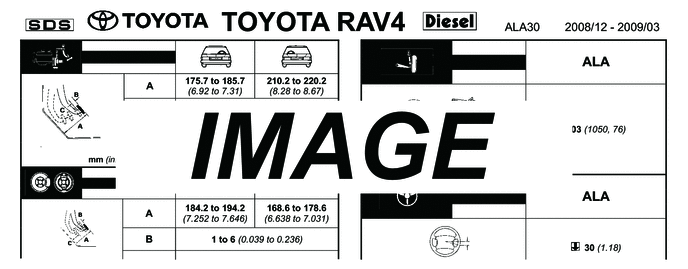 SDS TOYOTA TOYOTA RAV4 Diesel ALA30 2008/12 - 2009/03
ALA
A 175.7 to 185.7 210.2 to 220.2
(6.92 to 7.31) (8.28 to 8.67)
B
A
C
IMAGE
03 (1050, 76)
mm (in
ALA
A 184.2 to 194.2 168.6 to 178.6
(7.252 to 7.646) (6.638 to 7.031)
B
A
C
B 1 to 6 (0.039 to 0.236)
30 (1.18)